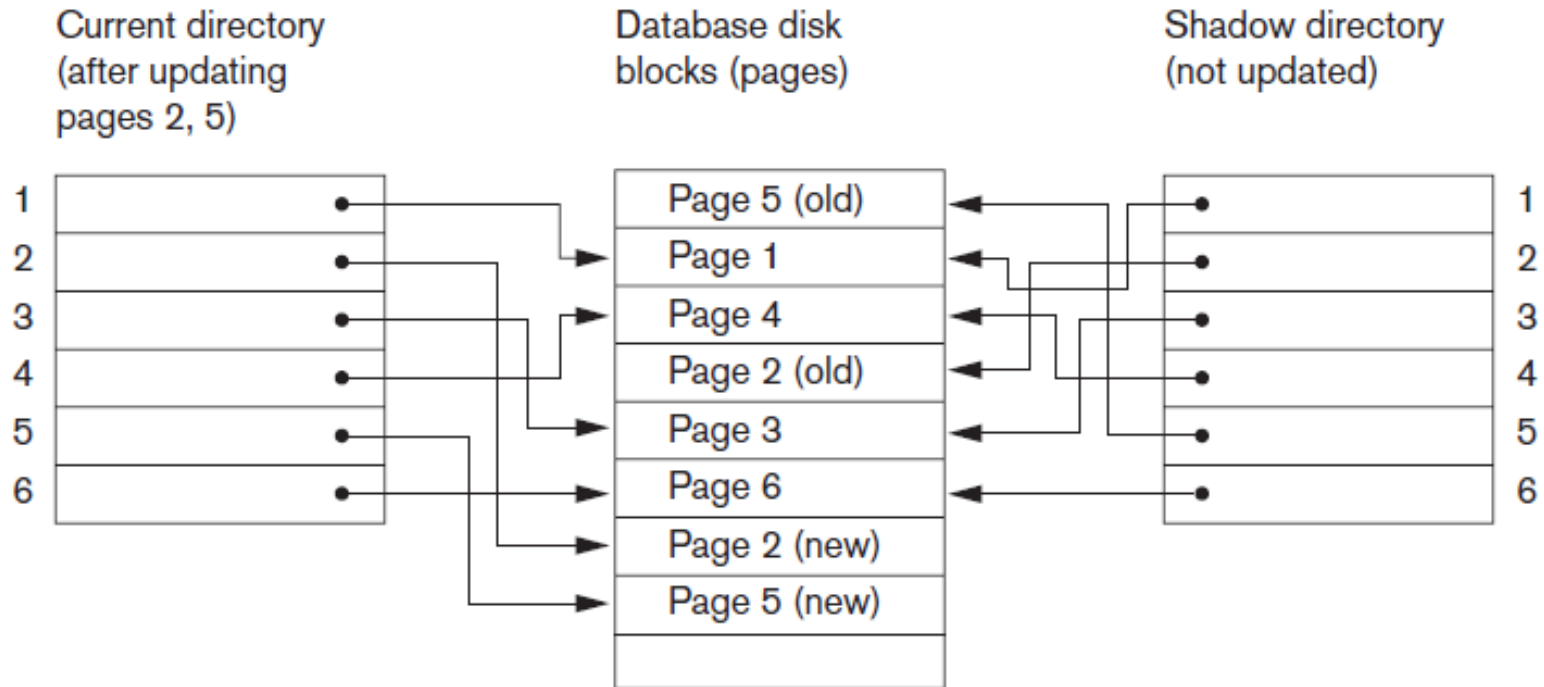 Current directory
(after updating
pages 2, 5)
Database disk
blocks (pages)
Shadow directory
(not updated)
1
2
3
4
5
6
Page 5 (old)
Page 1
Page 4
Page 2 (old)
Page 3
Page 6
Page 2 (new)
Page 5 (new)
1
2
3
4
5
6